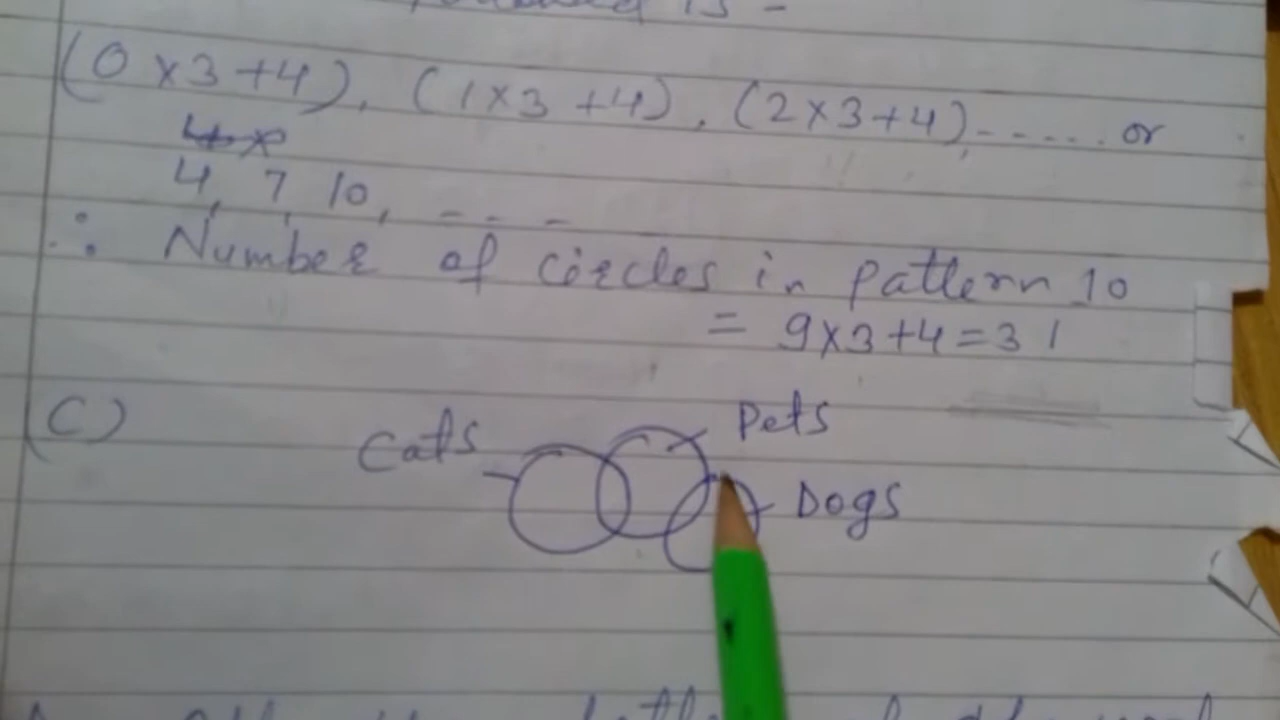 is -
(0 x 3 + 4), (1 x 3 + 4), (2 x 3 + 4), - - - .... or
4, 7, 10, - - -
∴ Number of circles in pattern 10
= 9 x 3 + 4 = 31
(C)
Pets
Cats
Dogs